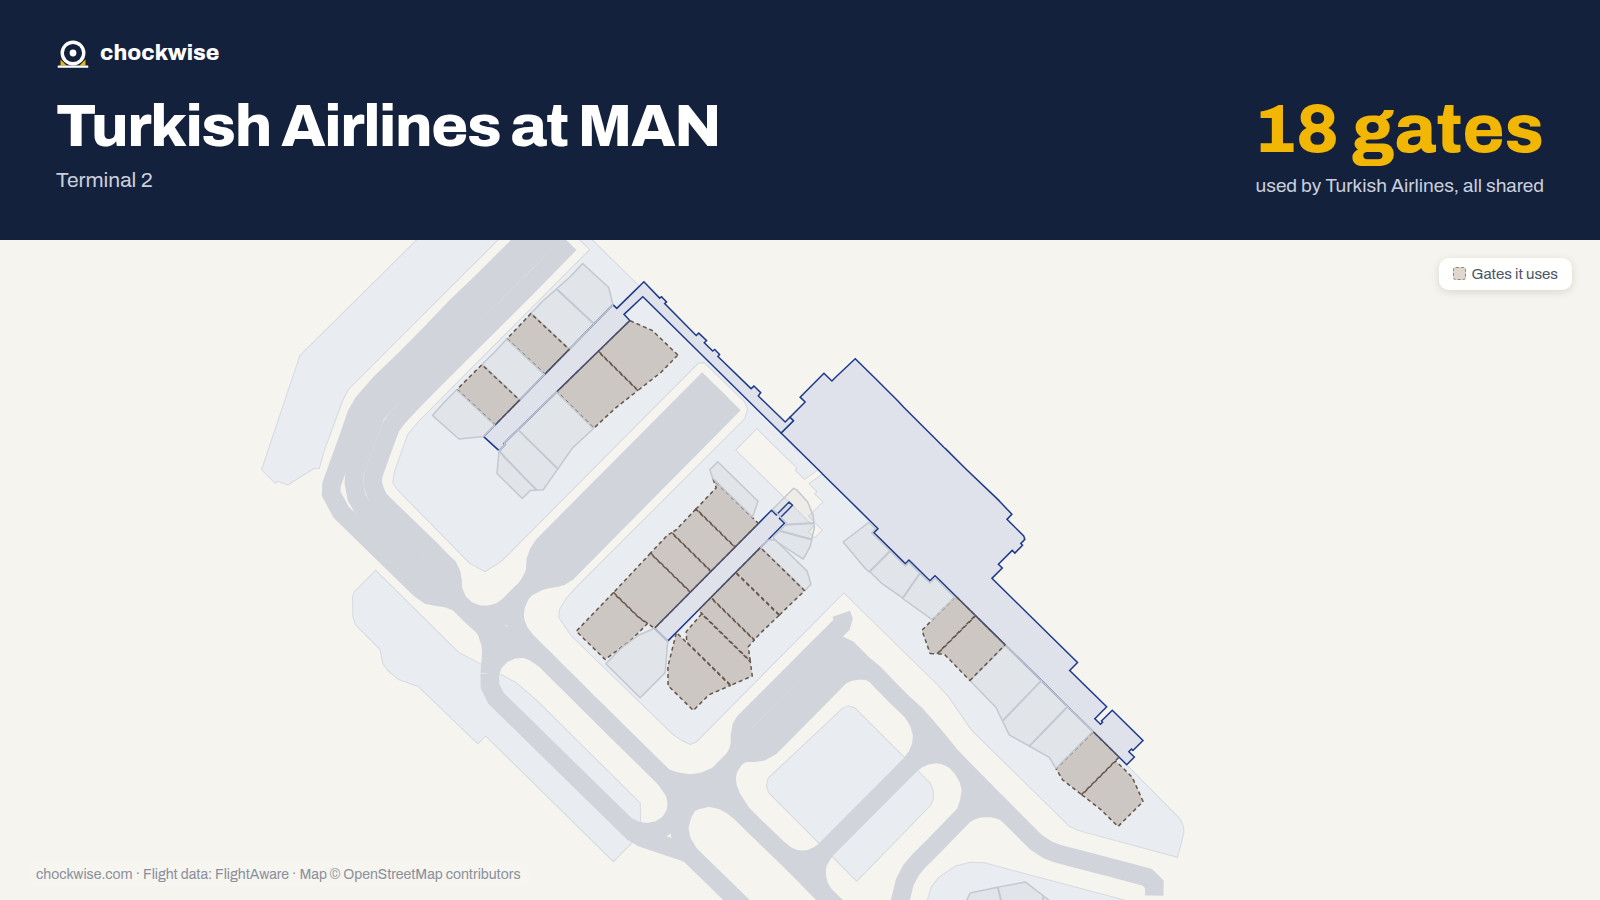 chockwise
Turkish Airlines at MAN
Terminal 2
18 gates
used by Turkish Airlines, all shared
Gates it uses
chockwise.com · Flight data: FlightAware · Map © OpenStreetMap contributors